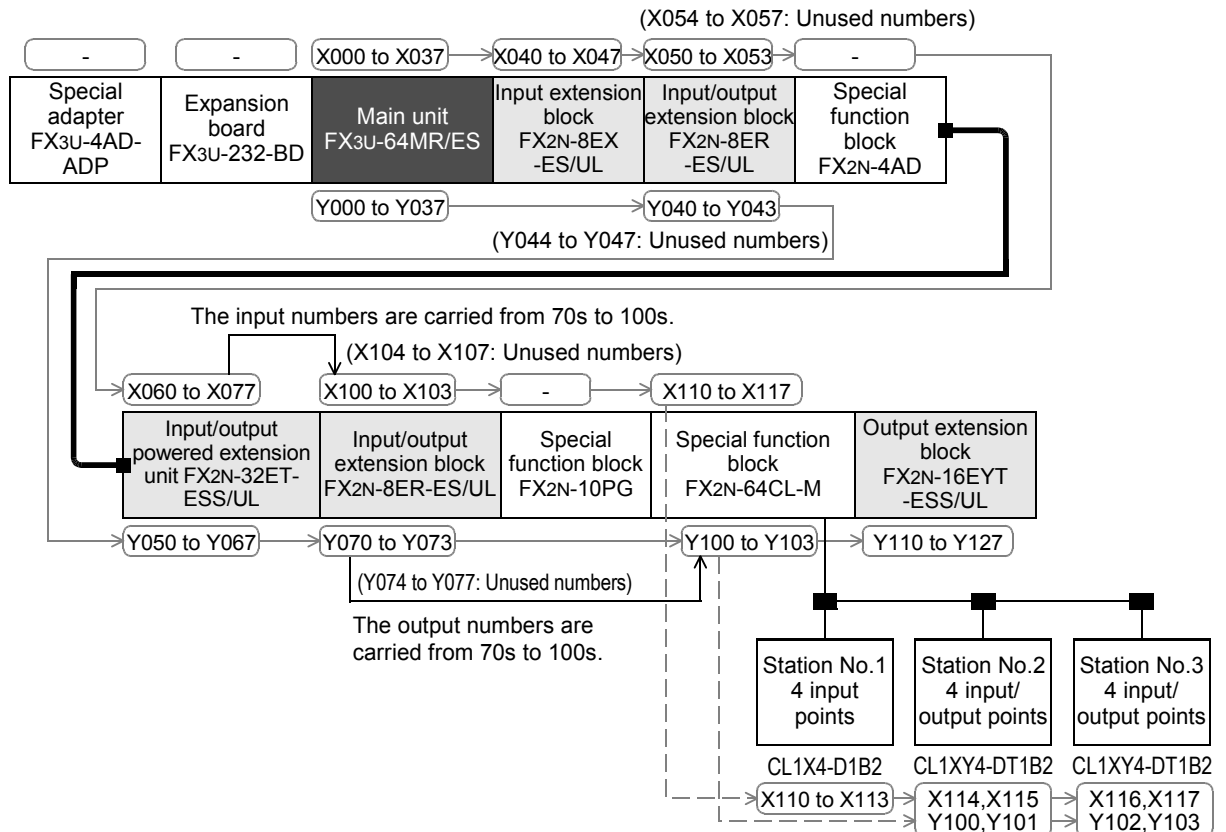 (X054 to X057: Unused numbers)
-
-
X000 to X037
X040 to X047
X050 to X053
-
Special
adapter
FX3U-4AD-
ADP
Expansion
board
FX3U-232-BD
Main unit
FX3U-64MR/ES
Input extension
block
FX2N-8EX
-ES/UL
Input/output
extension block
FX2N-8ER
-ES/UL
Special
function
block
FX2N-4AD
Y000 to Y037
Y040 to Y043
(Y044 to Y047: Unused numbers)
The input numbers are carried from 70s to 100s.
(X104 to X107: Unused numbers)
X060 to X077
X100 to X103
-
X110 to X117
Input/output
powered extension
unit FX2N-32ET-
ESS/UL
Input/output
extension block
FX2N-8ER-ES/UL
Special
function block
FX2N-10PG
Special function
block
FX2N-64CL-M
Output extension
block
FX2N-16EYT
-ESS/UL
Y050 to Y067
Y070 to Y073
Y100 to Y103
Y110 to Y127
(Y074 to Y077: Unused numbers)
The output numbers are
carried from 70s to 100s.
Station No.1
4 input
points
Station No.2
4 input/
output points
Station No.3
4 input/
output points
CL1X4-D1B2
CL1XY4-DT1B2
CL1XY4-DT1B2
X110 to X113
X114,X115
Y100,Y101
X116,X117
Y102,Y103